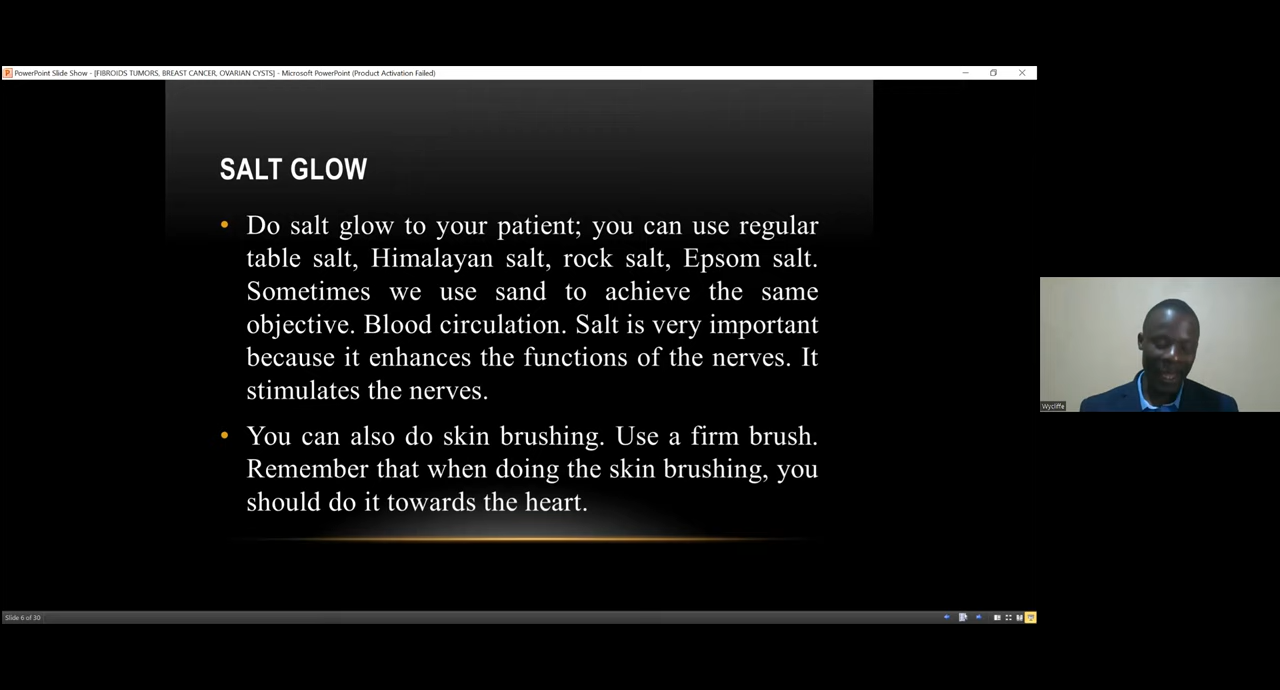 PowerPoint Slide Show - [FIBROIDS TUMORS, BREAST CANCER, OVARIAN CYSTS] - Microsoft PowerPoint (Product Activation Failed)
SALT GLOW
• Do salt glow to your patient; you can use regular
table salt, Himalayan salt, rock salt, Epsom salt.
Sometimes we use sand to achieve the same
objective. Blood circulation. Salt is very important
because it enhances the functions of the nerves. It
stimulates the nerves.
• You can also do skin brushing. Use a firm brush.
Remember that when doing the skin brushing, you
should do it towards the heart.
Wycliffe
Slide 6 of 30